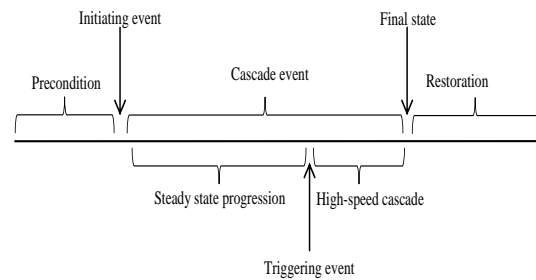 Initiating event
Final state
Precondition
Cascade event
Restoration
Steady state progression
High-speed cascade
Triggering event